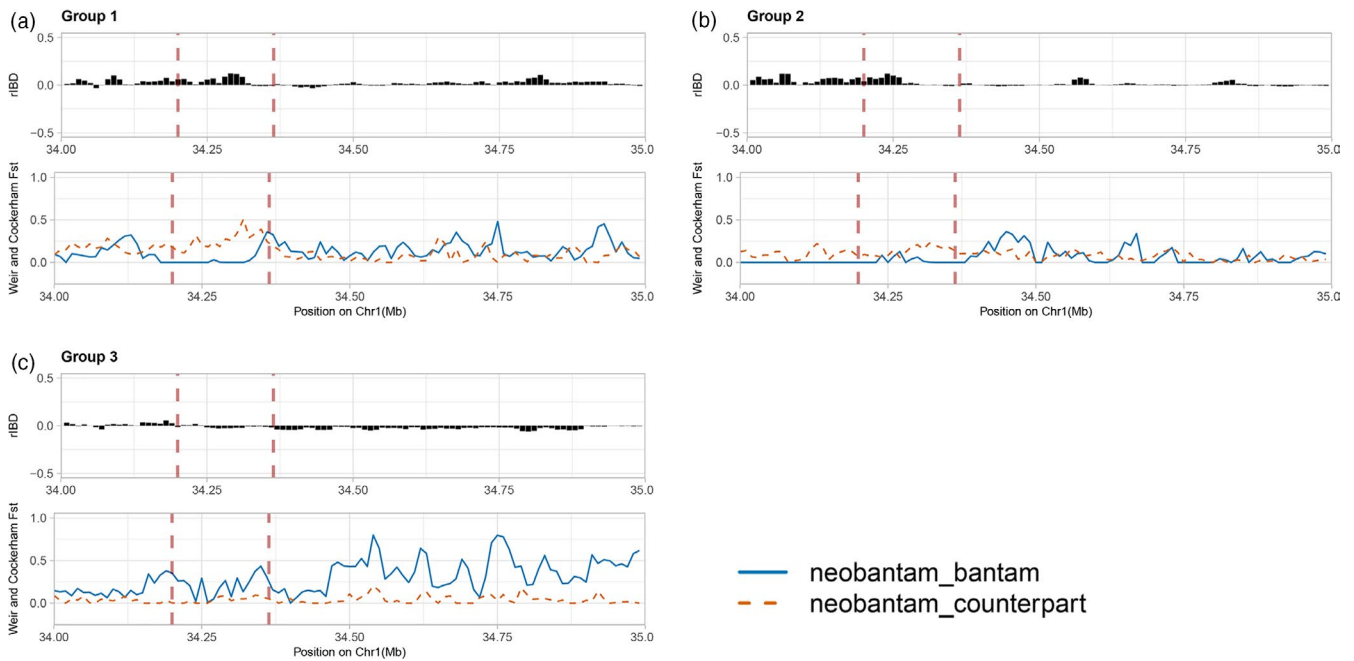 (a) Group 1
0.5
rIBD
0.0
−0.5
34.00 34.25 34.50 34.75 35.0
Weir and Cockerham Fst
1.0
0.5
0.0
34.00 34.25 34.50 34.75 35.0
Position on Chr1(Mb)
(b) Group 2
0.5
rIBD
0.0
−0.5
34.00 34.25 34.50 34.75 35.0
Weir and Cockerham Fst
1.0
0.5
0.0
34.00 34.25 34.50 34.75 35.0
Position on Chr1(Mb)
(c) Group 3
0.5
rIBD
0.0
−0.5
34.00 34.25 34.50 34.75 35.0
Weir and Cockerham Fst
1.0
0.5
0.0
34.00 34.25 34.50 34.75 35.0
Position on Chr1(Mb)
neobantam_bantam
neobantam_counterpart